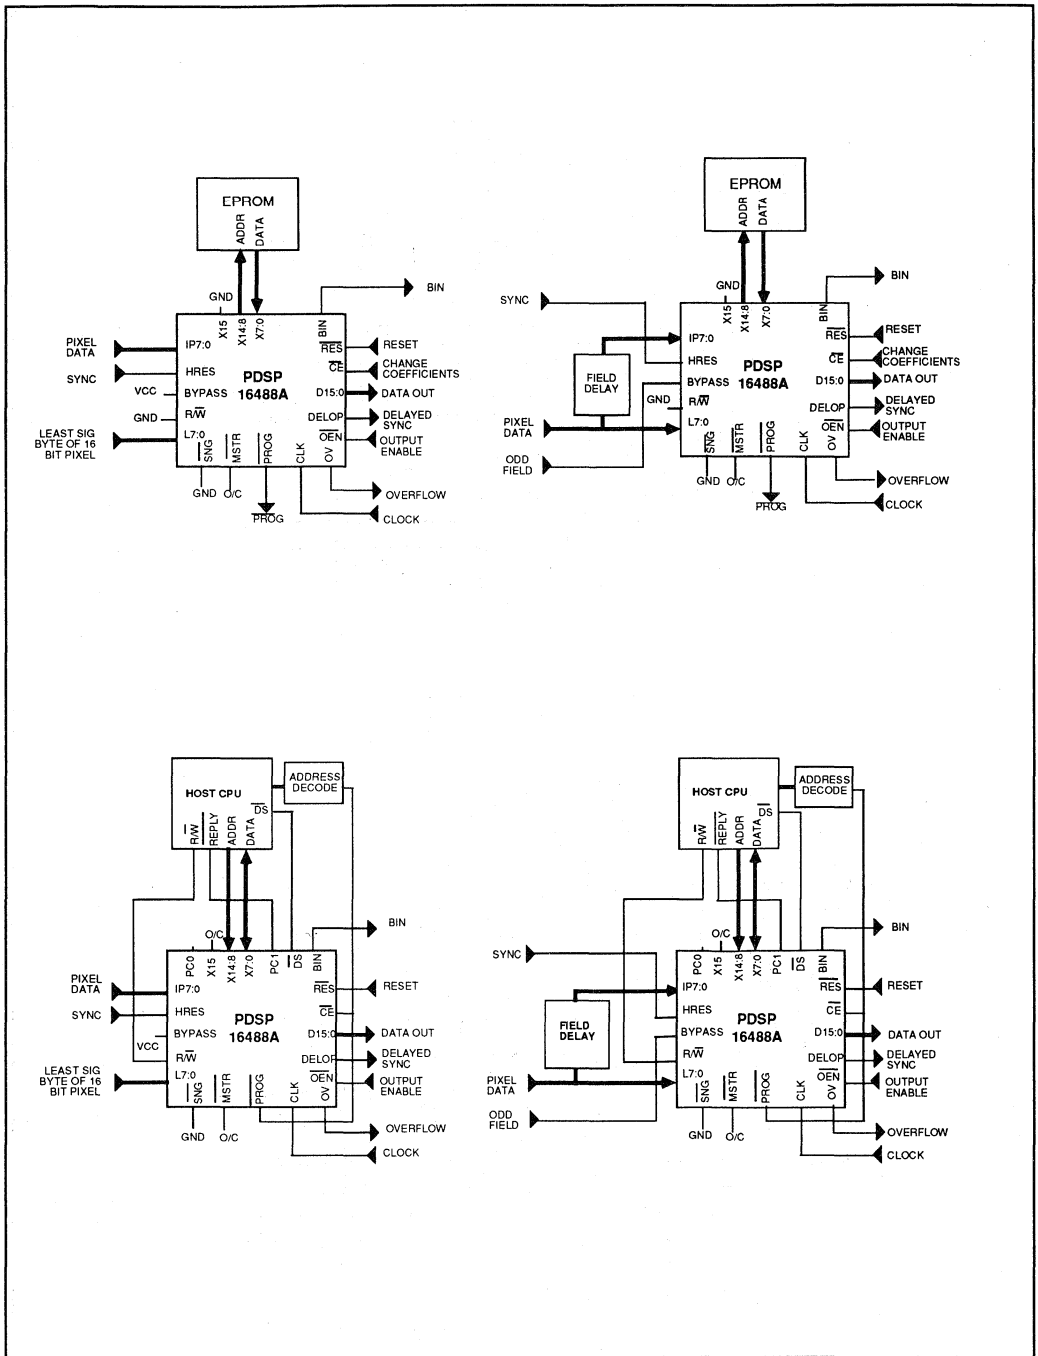 EPROM
ADDR
DATA
GND
BIN
X15
X14:8
X7:0
BIN
PIXEL
DATA
IP7:0
RES
RESET
SYNC
HRES
CE
CHANGE
COEFFICIENTS
PDSP
16488A
VCC
BYPASS
D15:0
DATA OUT
GND
R/W
DELOP
DELAYED
SYNC
LEAST SIG
BYTE OF 16
BIT PIXEL
L7:0
OEN
OUTPUT
ENABLE
SNG
MSTR
PROG
CLK
OV
GND
O/C
OVERFLOW
PROG
CLOCK
EPROM
ADDR
DATA
GND
BIN
SYNC
X15
X14:8
X7:0
BIN
IP7:0
RES
RESET
HRES
CE
CHANGE
COEFFICIENTS
FIELD
DELAY
BYPASS
PDSP
16488A
D15:0
DATA OUT
GND
R/W
DELOP
DELAYED
SYNC
PIXEL
DATA
L7:0
OEN
OUTPUT
ENABLE
ODD
FIELD
SNG
MSTR
PROG
CLK
OV
GND
O/C
OVERFLOW
PROG
CLOCK
HOST CPU
ADDRESS
DECODE
DS
R/W
REPLY
ADDR
DATA
BIN
O/C
PC0
X15
X14:8
X7:0
PC1
DS
BIN
PIXEL
DATA
IP7:0
RES
RESET
SYNC
HRES
CE
PDSP
16488A
BYPASS
D15:0
DATA OUT
VCC
R/W
DELOP
DELAYED
SYNC
LEAST SIG
BYTE OF 16
BIT PIXEL
L7:0
OEN
OUTPUT
ENABLE
SNG
MSTR
PROG
CLK
OV
GND
O/C
OVERFLOW
CLOCK
HOST CPU
ADDRESS
DECODE
DS
R/W
REPLY
ADDR
DATA
BIN
O/C
SYNC
PC0
X15
X14:8
X7:0
PC1
DS
BIN
IP7:0
RES
RESET
HRES
CE
FIELD
DELAY
BYPASS
PDSP
16488A
D15:0
DATA OUT
R/W
DELOP
DELAYED
SYNC
PIXEL
DATA
L7:0
OEN
OUTPUT
ENABLE
ODD
FIELD
SNG
MSTR
PROG
CLK
OV
GND
O/C
OVERFLOW
CLOCK